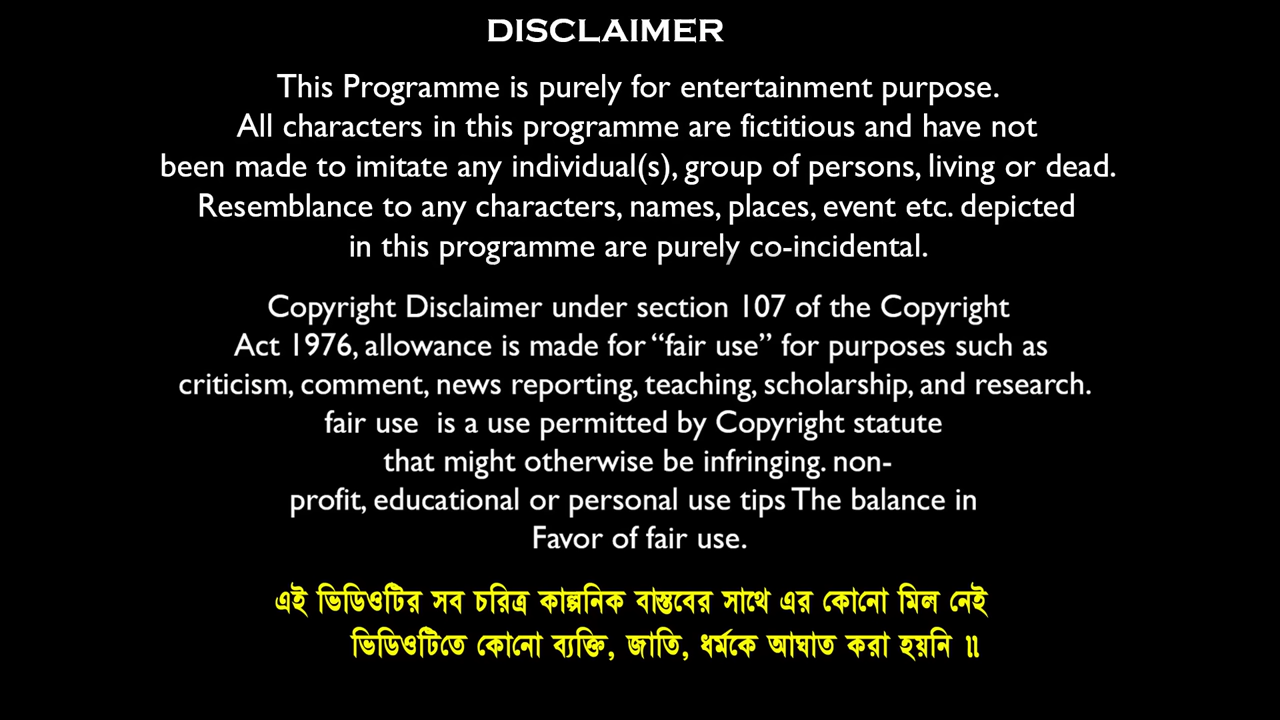 DISCLAIMER
This Programme is purely for entertainment purpose.
All characters in this programme are fictitious and have not
been made to imitate any individual(s), group of persons, living or dead.
Resemblance to any characters, names, places, event etc. depicted
in this programme are purely co-incidental.
Copyright Disclaimer under section 107 of the Copyright
Act 1976, allowance is made for “fair use” for purposes such as
criticism, comment, news reporting, teaching, scholarship, and research.
fair use is a use permitted by Copyright statute
that might otherwise be infringing. non-
profit, educational or personal use tips The balance in
Favor of fair use.
এই ভিডিওটির সব চরিত্র কাল্পনিক বাস্তবের সাথে এর কোনো মিল নেই
ভিডিওটিতে কোনো ব্যক্তি, জাতি, ধর্মকে আঘাত করা হয়নি ॥